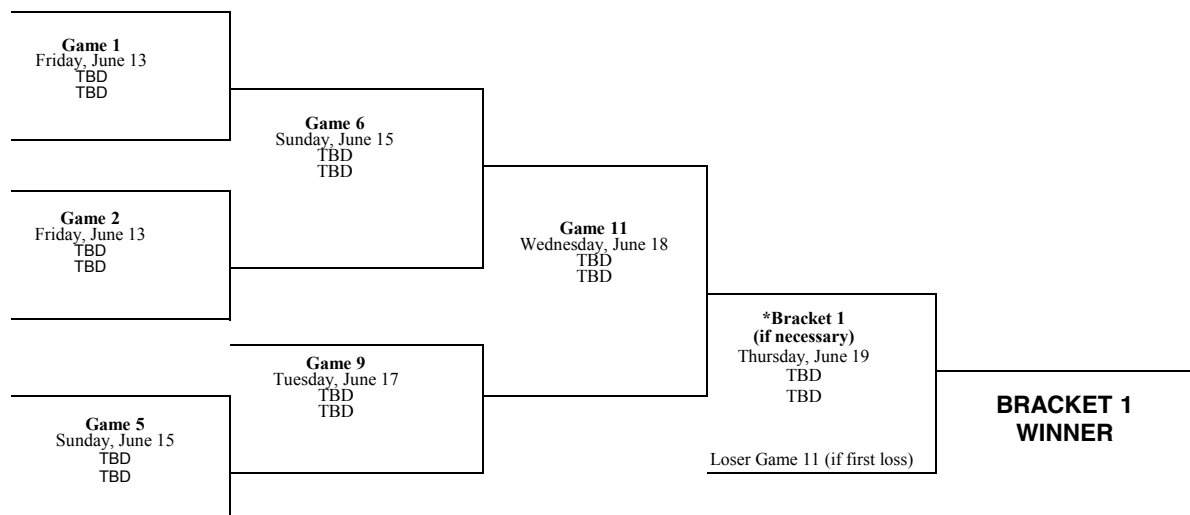 Game 1
Friday, June 13
TBD
TBD
Game 6
Sunday, June 15
TBD
TBD
Game 2
Friday, June 13
TBD
TBD
Game 11
Wednesday, June 18
TBD
TBD
*Bracket 1
(if necessary)
Thursday, June 19
TBD
TBD
Game 9
Tuesday, June 17
TBD
TBD
BRACKET 1
WINNER
Game 5
Sunday, June 15
TBD
TBD
Loser Game 11 (if first loss)